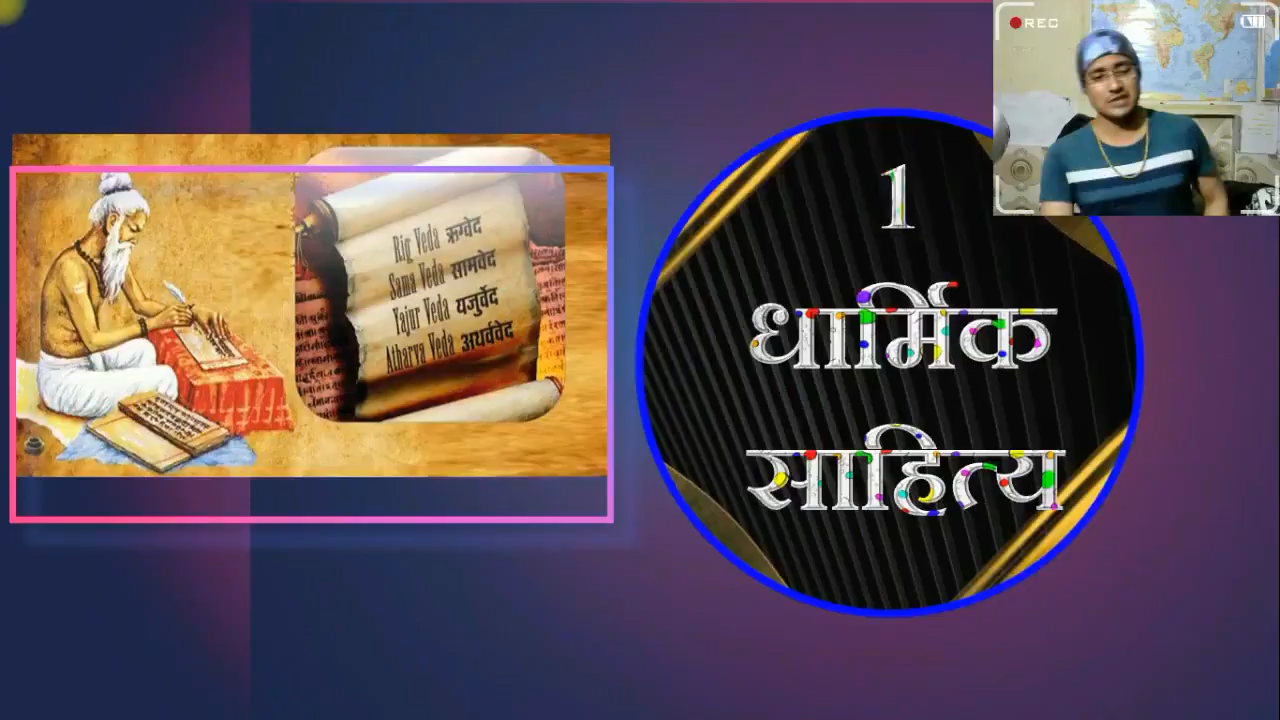 REC
Rig Veda ऋग्वेद
Sama Veda सामवेद
Yajur Veda यजुर्वेद
Atharva Veda अथर्ववेद
1
धार्मिक
साहित्य